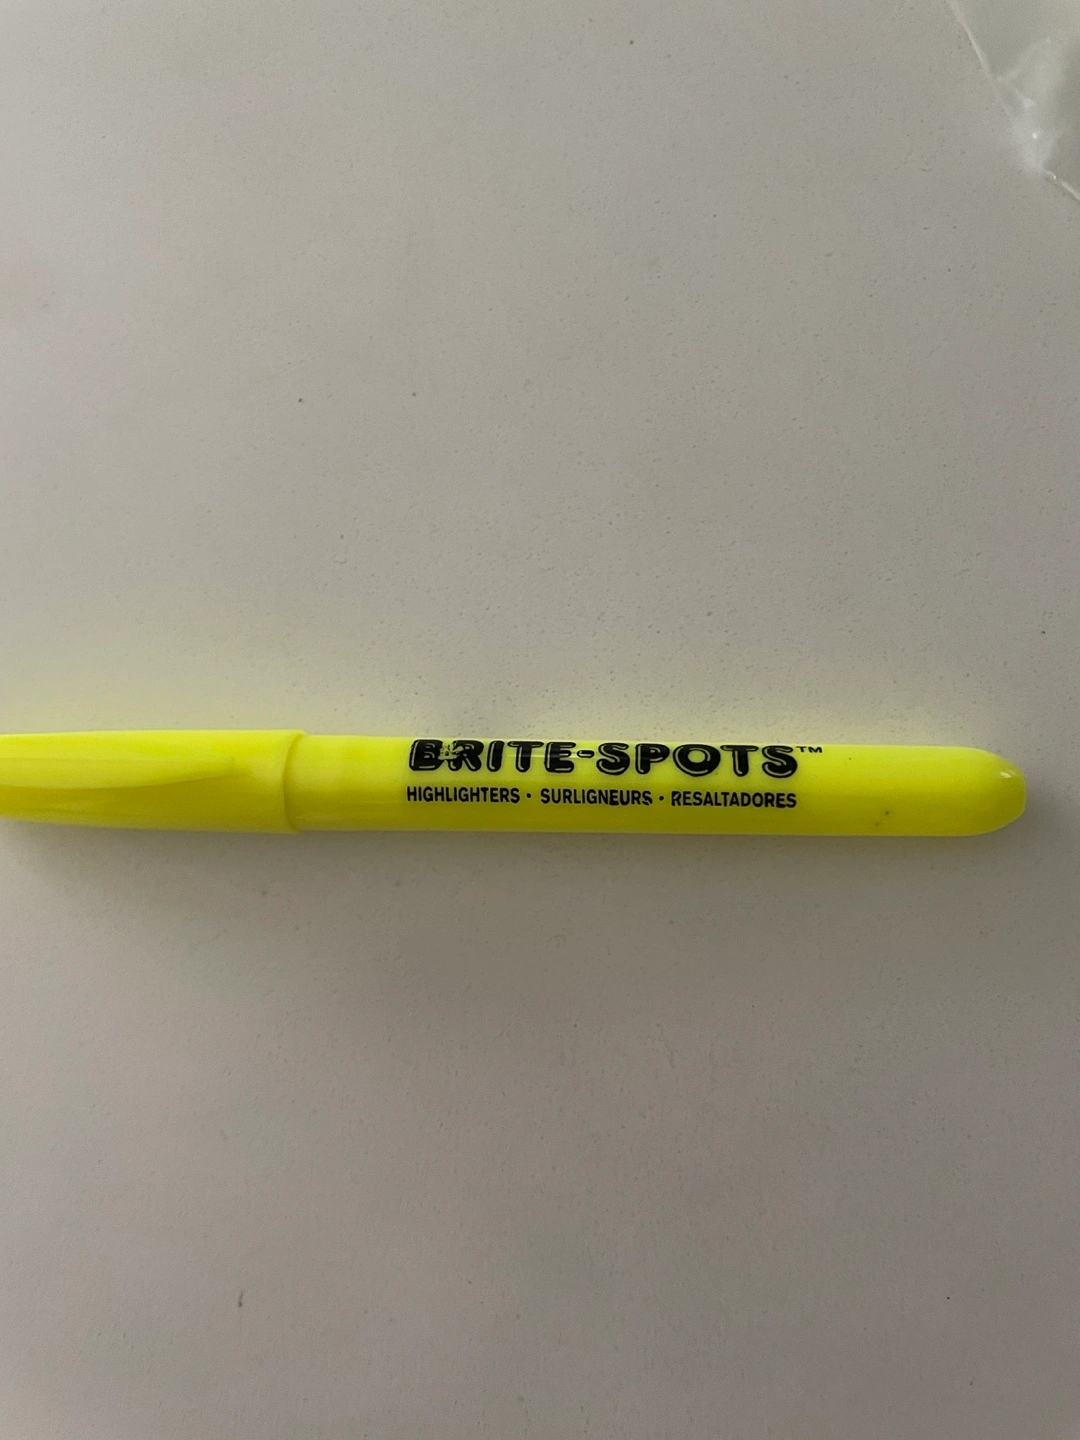 BRITE-SPOTS™
HIGHLIGHTERS • SURLIGNEURS • RESALTADORES